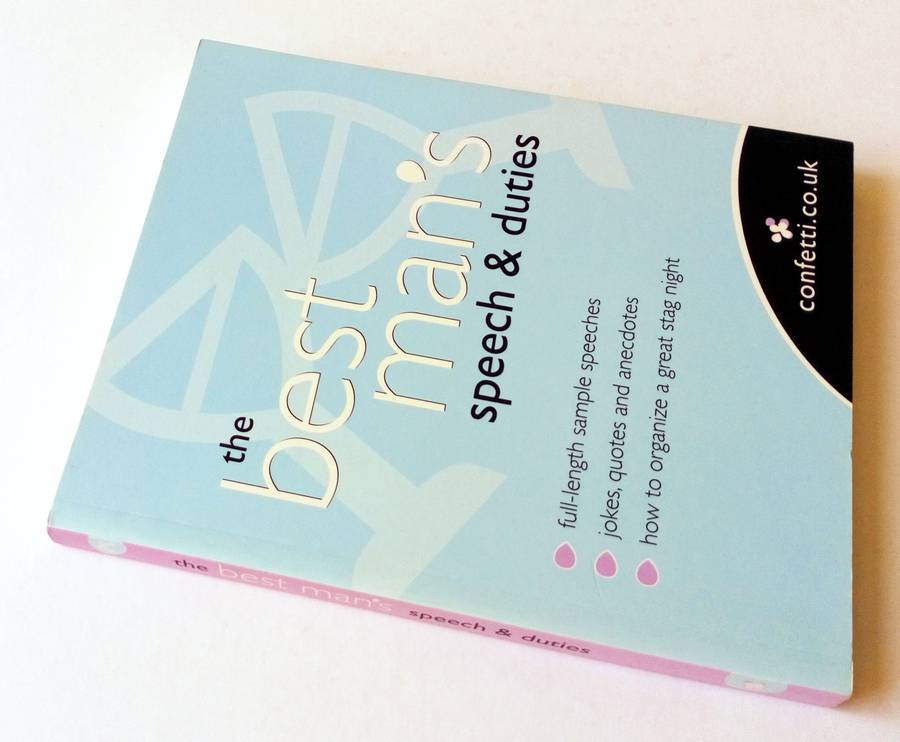 the
best
man's
speech & duties
full-length sample speeches
jokes, quotes and anecdotes
how to organize a great stag night
confetti.co.uk
the best man's speech & duties